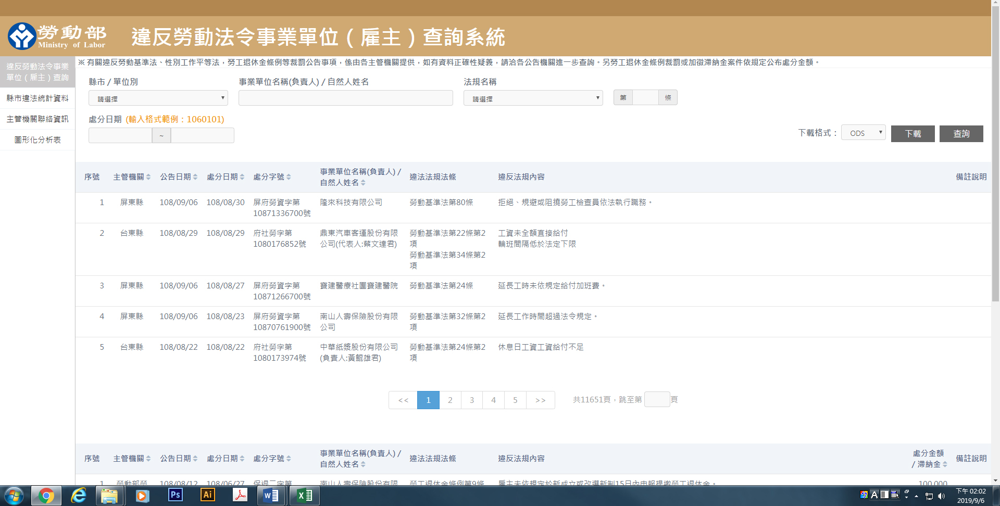 勞動部
Ministry of Labor
違反勞動法令事業單位（雇主）查詢系統
違反勞動法令事業
單位（雇主）查詢
縣市違法統計資料
主管機關聯絡資訊
圖形化分析表
※ 有關違反勞動基準法、性別工作平等法，勞工退休金條例等裁罰公告事項，係由各主管機關提供，如有資料正確性疑義，請洽各公告機關進一步查詢。另勞工退休金條例裁罰或加徵滯納金案件依規定公布處分金額。
縣市 / 單位別
事業單位名稱(負責人) / 自然人姓名
法規名稱
請選擇
請選擇
第
條
處分日期 (輸入格式範例：1060101)
~
下載格式：
ODS
下載
查詢
序號 主管機關 公告日期 處分日期 處分字號 事業單位名稱(負責人) / 違法法規法條 違反法規內容 備註說明
自然人姓名
1 屏東縣 108/09/06 108/08/30 屏府勞資字第 隆來科技有限公司 勞動基準法第80條 拒絕、規避或阻撓勞工檢查員依法執行職務。
10871336700號
2 台東縣 108/08/29 108/08/29 府社勞字第 鼎東汽車客運股份有限 勞動基準法第22條第2 工資未全額直接給付
1080176852號 公司(代表人:蔡文達君) 項 輪班間隔低於法定下限
勞動基準法第34條第2
項
3 屏東縣 108/09/06 108/08/27 屏府勞資字第 寶建醫療社團寶建醫院 勞動基準法第24條 延長工時未依規定給付加班費。
10871266700號
4 屏東縣 108/09/06 108/08/23 屏府勞資字第 南山人壽保險股份有限 勞動基準法第32條第2 延長工作時間超過法令規定。
10870761900號 公司 項
5 台東縣 108/08/22 108/08/22 府社勞字第 中華紙漿股份有限公司 勞動基準法第24條第2 休息日工資工資給付不足
1080173974號 (負責人:黃鯤雄君) 項
<< 1 2 3 4 5 >> 共11651頁，跳至第 頁
序號 主管機關 公告日期 處分日期 處分字號 事業單位名稱(負責人) / 違法法規法條 違反法規內容 處分金額 備註說明
自然人姓名 / 滯納金
1 勞動部勞 108/08/12 108/06/27 保退二字第 南山人壽保險股份有限 勞工退休金條例第9條 雇主未依規定於新成立或改選新制15日內申報提繳勞工退休金。 100,000
Ps
Ai
W
X
A
下午 02:02
2019/9/6